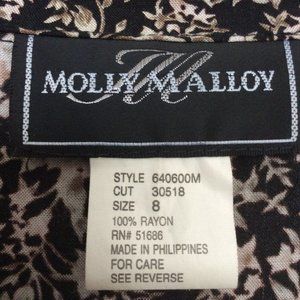 MOLLY MALLOY
STYLE 640600M
CUT 30518
SIZE 8
100% RAYON
RN# 51686
MADE IN PHILIPPINES
FOR CARE
SEE REVERSE